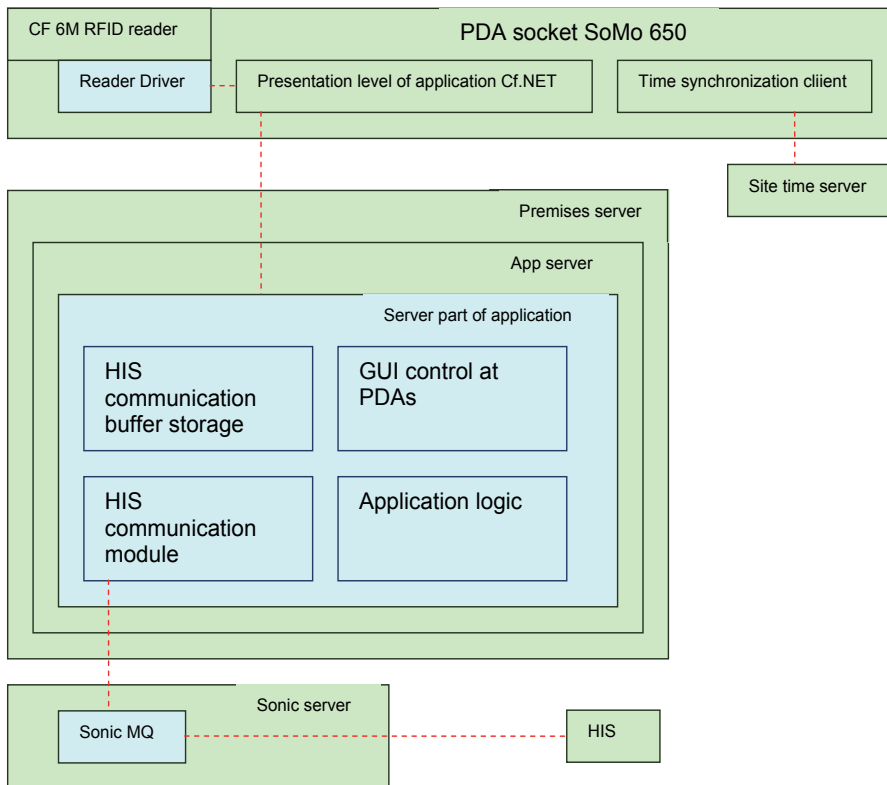 CF 6M RFID reader
PDA socket SoMo 650
Reader Driver
Presentation level of application Cf.NET
Time synchronization cliient
Site time server
Premises server
App server
Server part of application
HIS
communication
buffer storage
GUI control at
PDAs
HIS
communication
module
Application logic
Sonic server
Sonic MQ
HIS